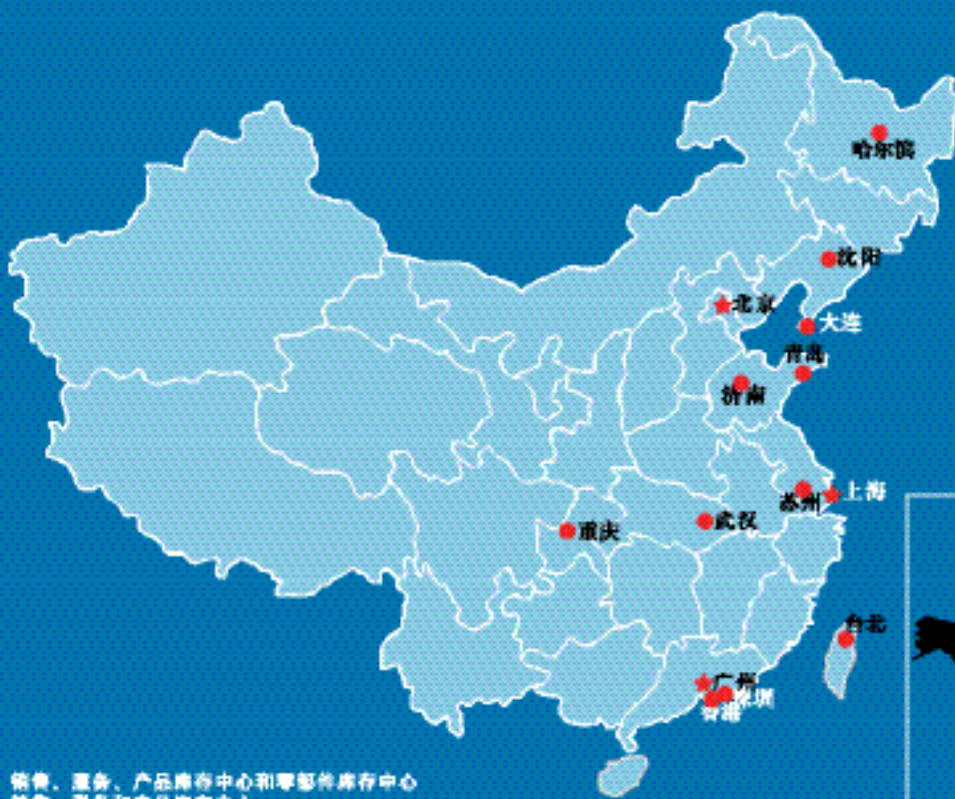 哈尔滨
沈阳
北京
大连
青岛
济南
苏州
上海
武汉
重庆
台北
广州
深圳
香港
销售、服务、产品库存中心和零部件库存中心